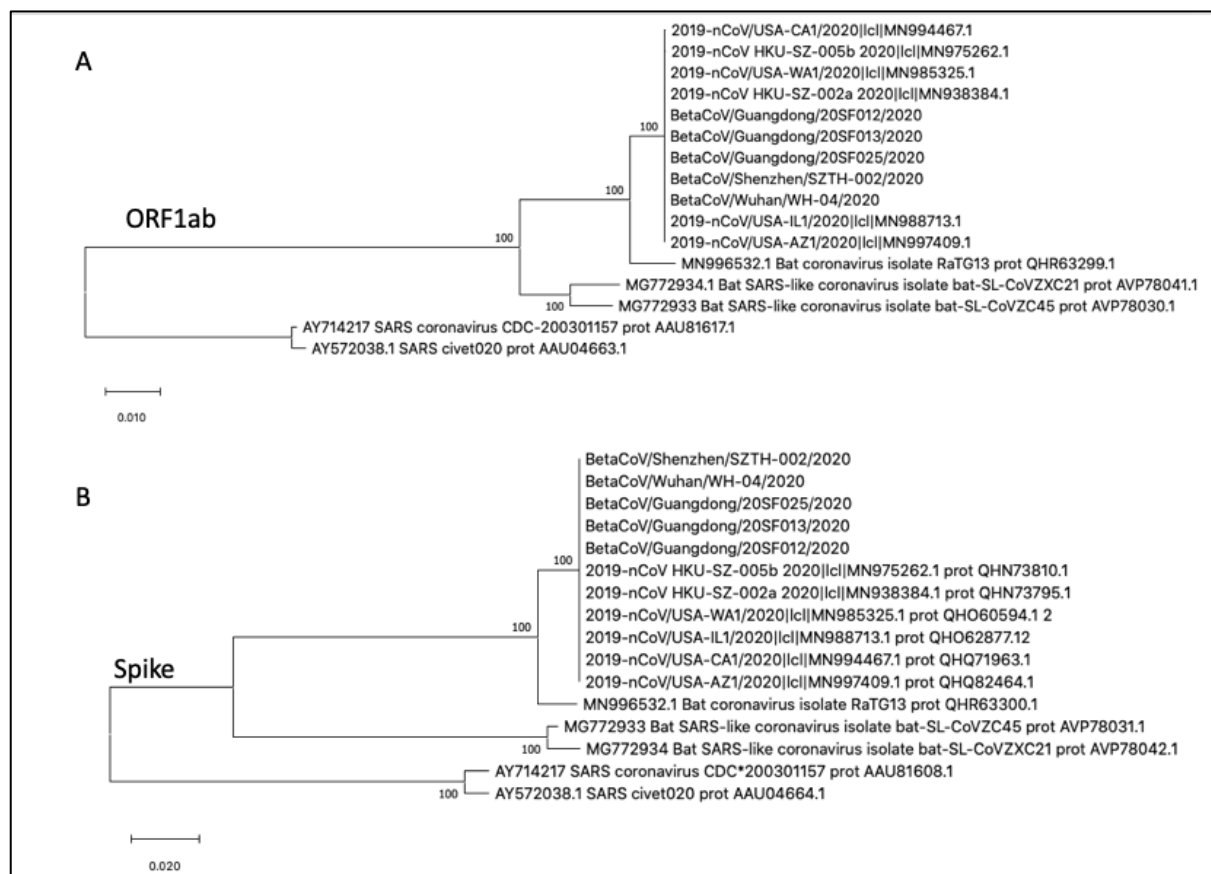 A
2019-nCoV/USA-CA1/2020|lcl|MN994467.1
2019-nCoV HKU-SZ-005b 2020|lcl|MN975262.1
2019-nCoV/USA-WA1/2020|lcl|MN985325.1
2019-nCoV HKU-SZ-002a 2020|lcl|MN938384.1
100
BetaCoV/Guangdong/20SF012/2020
BetaCoV/Guangdong/20SF013/2020
BetaCoV/Guangdong/20SF025/2020
BetaCoV/Shenzhen/SZTH-002/2020
100
BetaCoV/Wuhan/WH-04/2020
ORF1ab
2019-nCoV/USA-IL1/2020|lcl|MN988713.1
100
2019-nCoV/USA-AZ1/2020|lcl|MN997409.1
MN996532.1 Bat coronavirus isolate RaTG13 prot QHR63299.1
MG772934.1 Bat SARS-like coronavirus isolate bat-SL-CoVZXC21 prot AVP78041.1
100
MG772933 Bat SARS-like coronavirus isolate bat-SL-CoVZC45 prot AVP78030.1
AY714217 SARS coronavirus CDC-200301157 prot AAU81617.1
AY572038.1 SARS civet020 prot AAU04663.1
0.010
B
BetaCoV/Shenzhen/SZTH-002/2020
BetaCoV/Wuhan/WH-04/2020
BetaCoV/Guangdong/20SF025/2020
BetaCoV/Guangdong/20SF013/2020
BetaCoV/Guangdong/20SF012/2020
100
2019-nCoV HKU-SZ-005b 2020|lcl|MN975262.1 prot QHN73810.1
2019-nCoV HKU-SZ-002a 2020|lcl|MN938384.1 prot QHN73795.1
2019-nCoV/USA-WA1/2020|lcl|MN985325.1 prot QHO60594.1 2
100
2019-nCoV/USA-IL1/2020|lcl|MN988713.1 prot QHO62877.12
2019-nCoV/USA-CA1/2020|lcl|MN994467.1 prot QHQ71963.1
Spike
2019-nCoV/USA-AZ1/2020|lcl|MN997409.1 prot QHQ82464.1
MN996532.1 Bat coronavirus isolate RaTG13 prot QHR63300.1
MG772933 Bat SARS-like coronavirus isolate bat-SL-CoVZC45 prot AVP78031.1
100
MG772934 Bat SARS-like coronavirus isolate bat-SL-CoVZXC21 prot AVP78042.1
AY714217 SARS coronavirus CDC*200301157 prot AAU81608.1
100
AY572038.1 SARS civet020 prot AAU04664.1
0.020